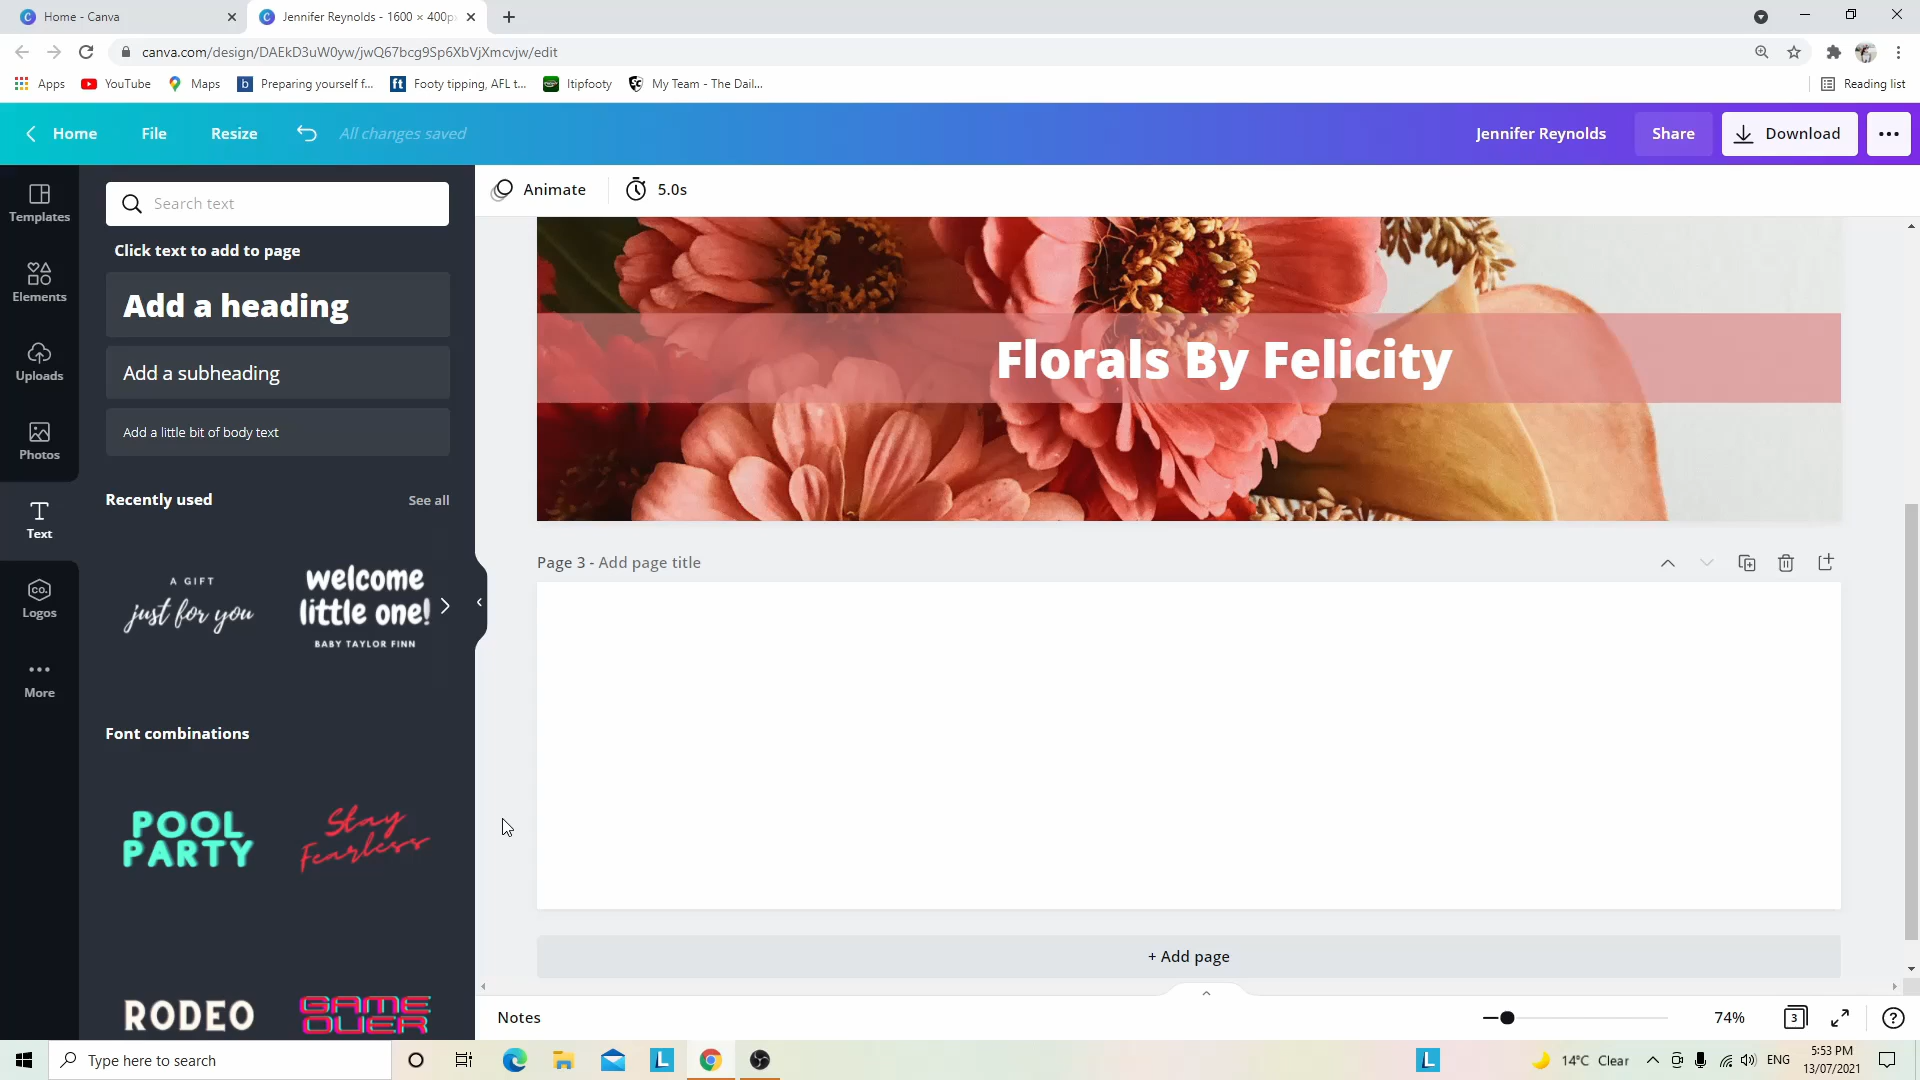 Home - Canva
Jennifer Reynolds - 1600 × 400p
canva.com/design/DAEkD3uW0yw/jwQ67bcg9Sp6XbVjXmcvjw/edit
Apps
YouTube
Maps
Preparing yourself f...
Footy tipping, AFL t...
Itipfooty
My Team - The Dail...
Reading list
Home
File
Resize
All changes saved
Jennifer Reynolds
Share
Download
Templates
Elements
Uploads
Photos
Text
Logos
More
Search text
Click text to add to page
Add a heading
Add a subheading
Add a little bit of body text
Recently used
See all
A GIFT
just for you
welcome
little one!
BABY TAYLOR FINN
Font combinations
POOL
PARTY
Stay
Fearless
RODEO
GAME
OVER
Animate
5.0s
Florals By Felicity
Page 3 - Add page title
+ Add page
Notes
74%
3
Type here to search
14°C Clear
ENG
5:53 PM
13/07/2021